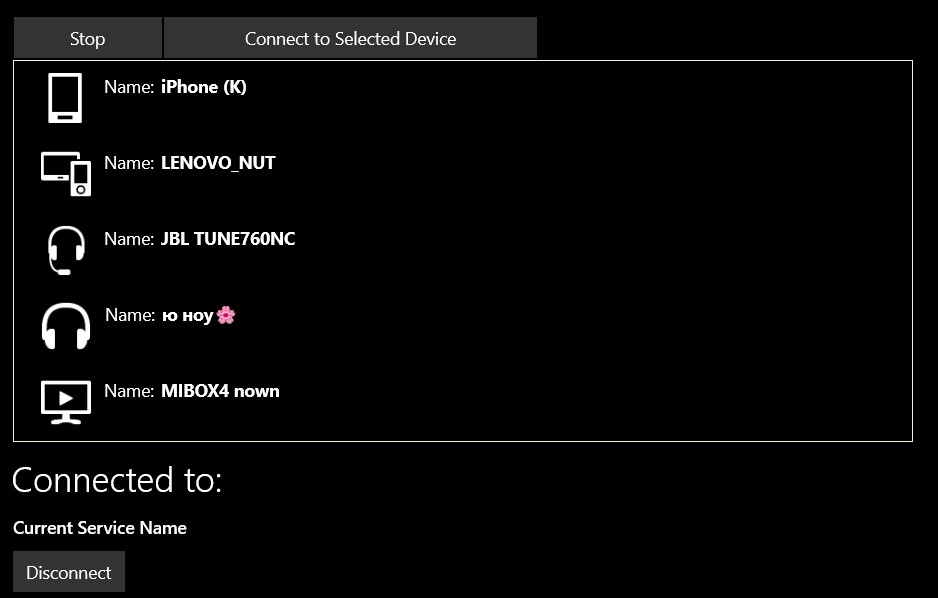 Stop Connect to Selected Device
Name: iPhone (K)
Name: LENOVO_NUT
Name: JBL TUNE760NC
Name: ю ноу🌸
Name: MIBOX4 nown
Connected to:
Current Service Name
Disconnect